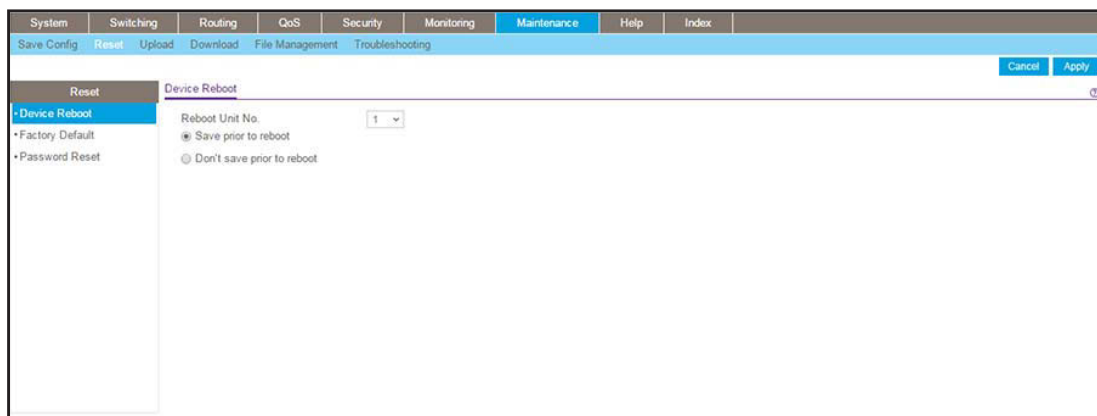 System Switching Routing QoS Security Monitoring Maintenance Help Index
Save Config Reset Upload Download File Management Troubleshooting
Cancel Apply
Reset
• Device Reboot
• Factory Default
• Password Reset
Device Reboot
Reboot Unit No. 1
Save prior to reboot
Don't save prior to reboot